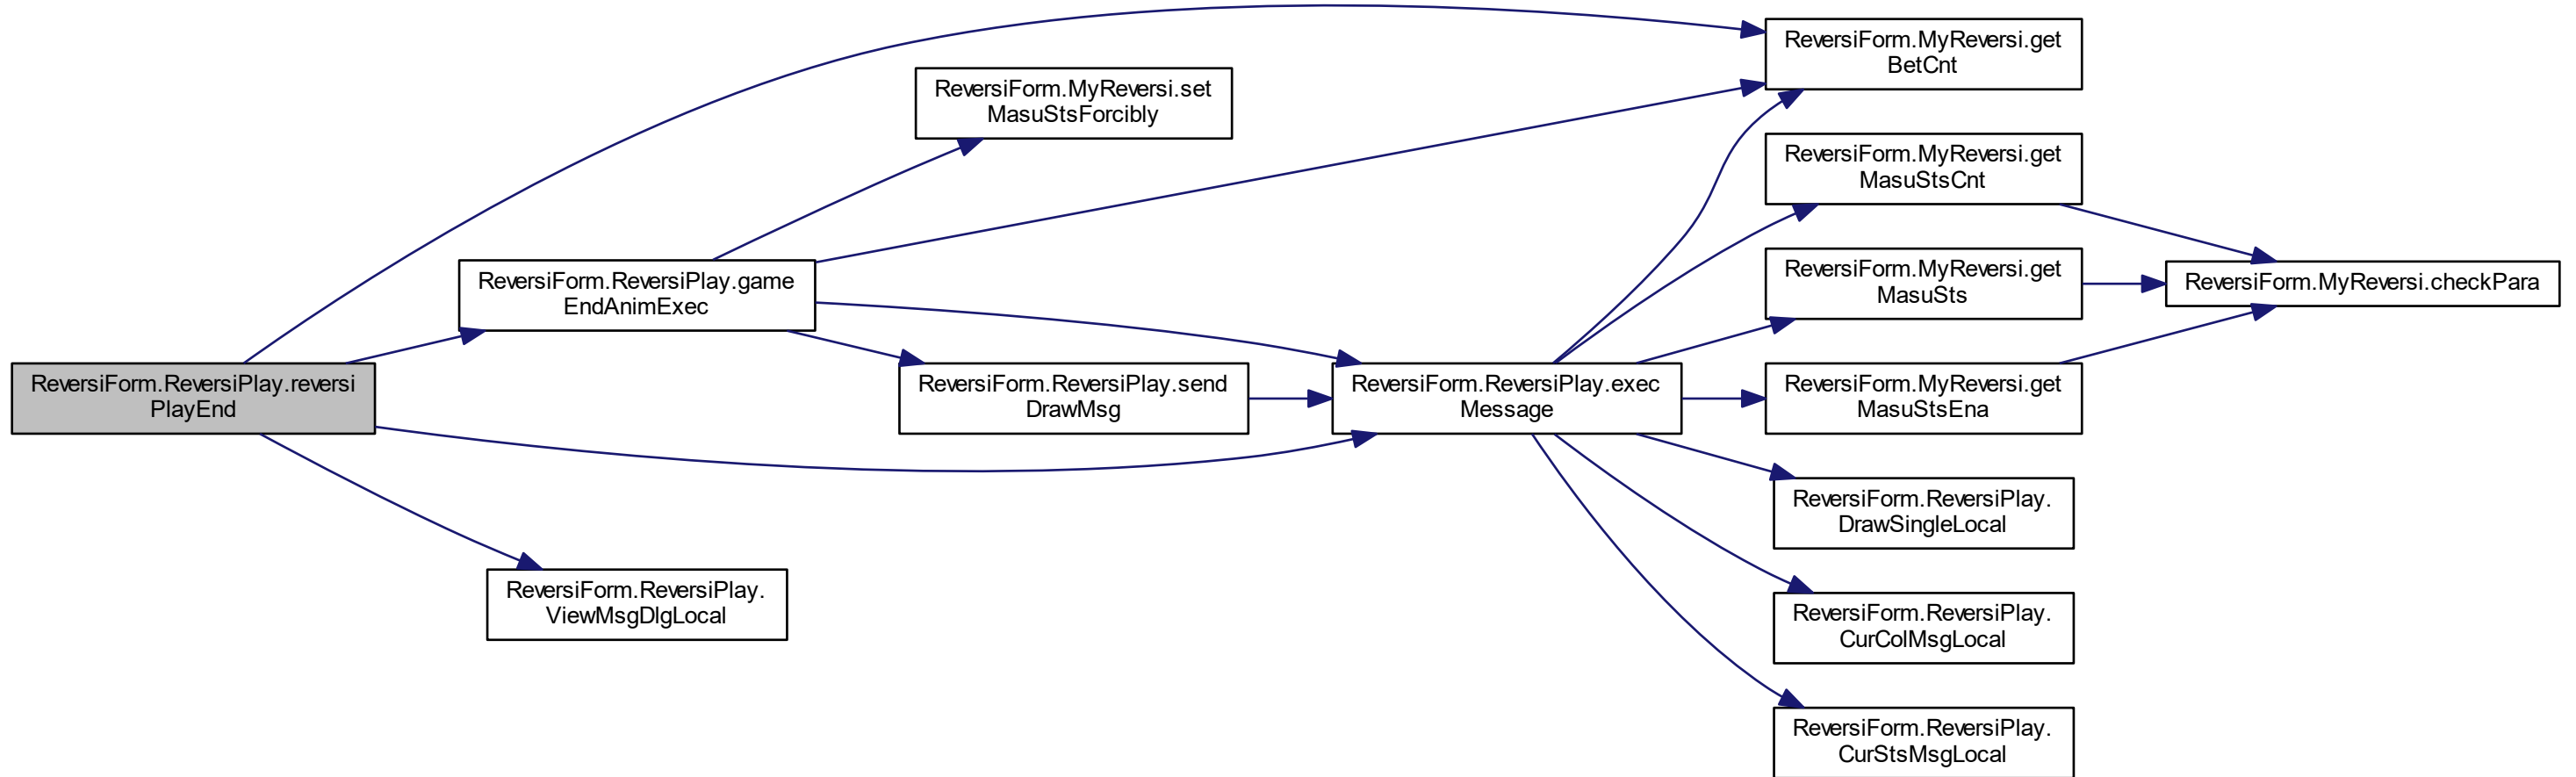 ReversiForm.MyReversi.get
BetCnt
ReversiForm.MyReversi.set
MasuStsForcibly
ReversiForm.MyReversi.get
MasuStsCnt
ReversiForm.ReversiPlay.game
EndAnimExec
ReversiForm.MyReversi.get
MasuSts
ReversiForm.MyReversi.checkPara
ReversiForm.ReversiPlay.reversi
PlayEnd
ReversiForm.ReversiPlay.send
DrawMsg
ReversiForm.ReversiPlay.exec
Message
ReversiForm.MyReversi.get
MasuStsEna
ReversiForm.ReversiPlay.
DrawSingleLocal
ReversiForm.ReversiPlay.
ViewMsgDlgLocal
ReversiForm.ReversiPlay.
CurColMsgLocal
ReversiForm.ReversiPlay.
CurStsMsgLocal